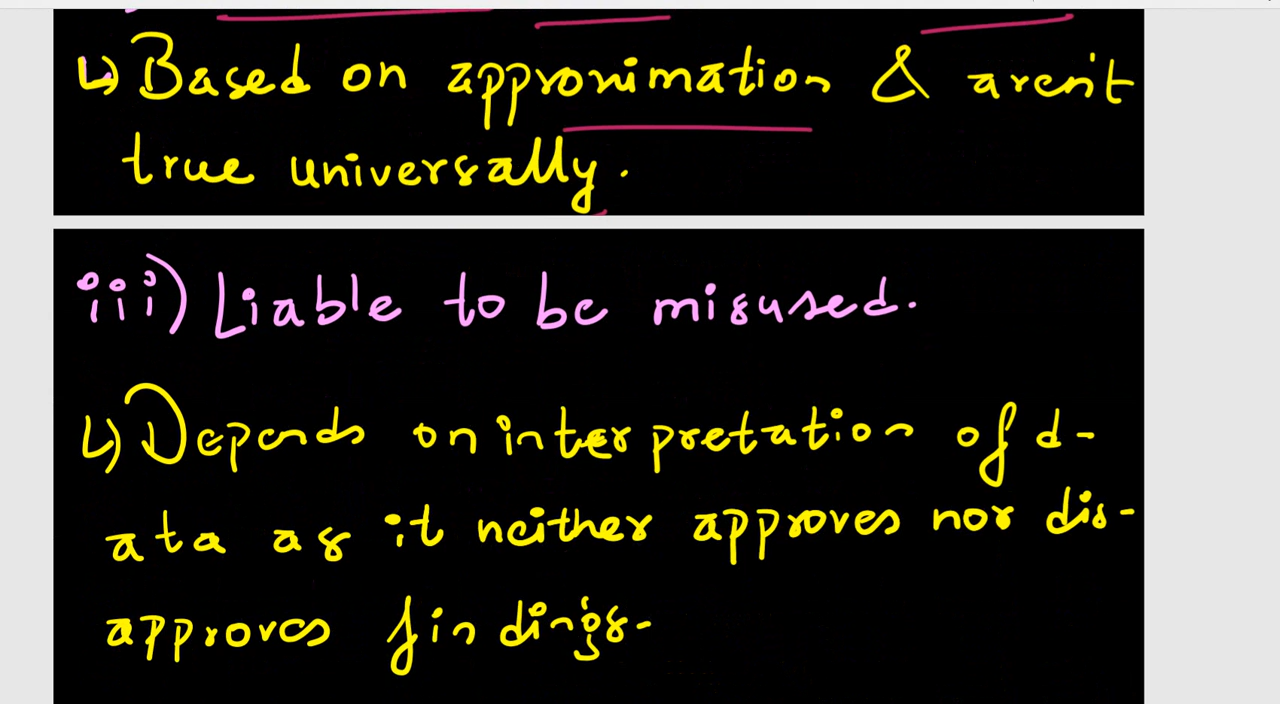 ↳ Based on approximation & aren't
true universally.
iii) Liable to be misused.
↳ Depends on interpretation of d-
ata as it neither approves nor dis-
approves findings-